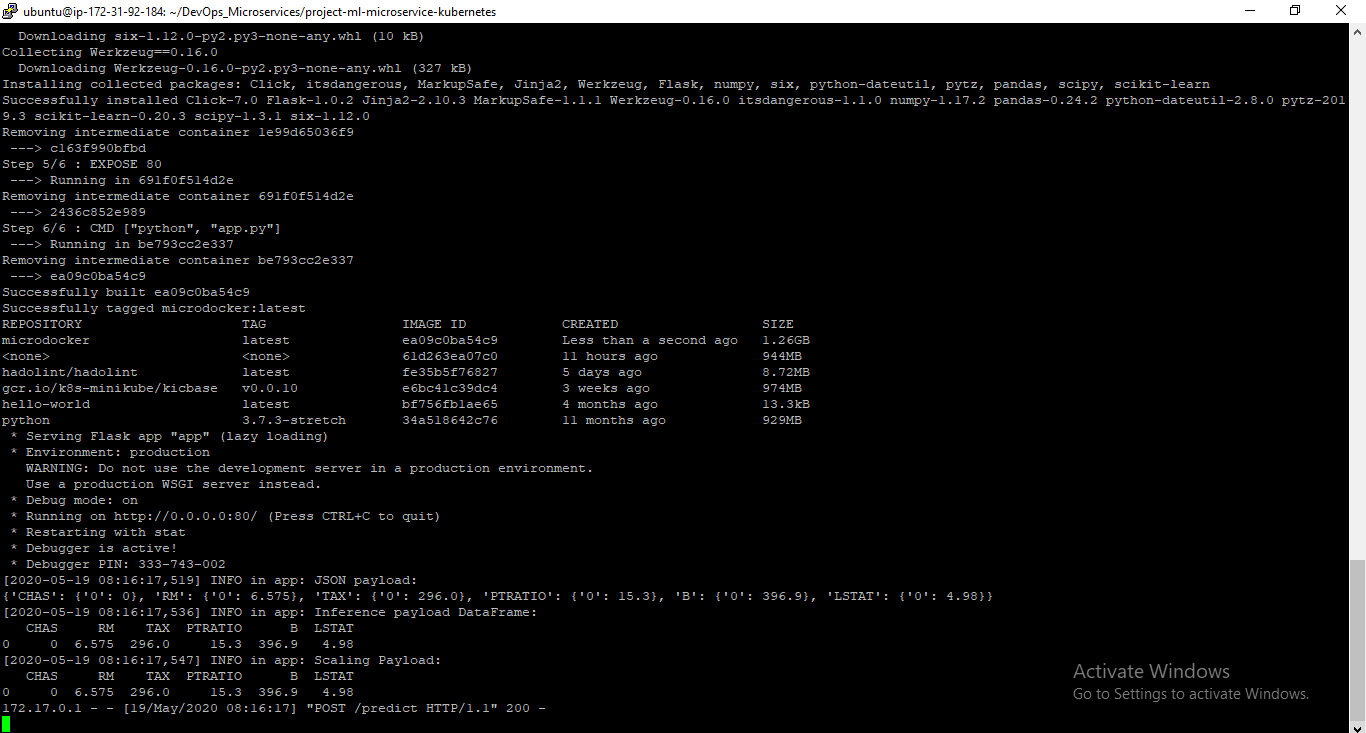 ubuntu@ip-172-31-92-184: ~/DevOps_Microservices/project-ml-microservice-kubernetes
  Downloading six-1.12.0-py2.py3-none-any.whl (10 kB)
Collecting Werkzeug==0.16.0
  Downloading Werkzeug-0.16.0-py2.py3-none-any.whl (327 kB)
Installing collected packages: Click, itsdangerous, MarkupSafe, Jinja2, Werkzeug, Flask, numpy, six, python-dateutil, pytz, pandas, scipy, scikit-learn
Successfully installed Click-7.0 Flask-1.0.2 Jinja2-2.10.3 MarkupSafe-1.1.1 Werkzeug-0.16.0 itsdangerous-1.1.0 numpy-1.17.2 pandas-0.24.2 python-dateutil-2.8.0 pytz-201
9.3 scikit-learn-0.20.3 scipy-1.3.1 six-1.12.0
Removing intermediate container 1e99d65036f9
 ---> c163f990bfbd
Step 5/6 : EXPOSE 80
 ---> Running in 691f0f514d2e
Removing intermediate container 691f0f514d2e
 ---> 2436c852e989
Step 6/6 : CMD ["python", "app.py"]
 ---> Running in be793cc2e337
Removing intermediate container be793cc2e337
 ---> ea09c0ba54c9
Successfully built ea09c0ba54c9
Successfully tagged microdocker:latest
REPOSITORY                    TAG                 IMAGE ID            CREATED                  SIZE
microdocker                   latest              ea09c0ba54c9        Less than a second ago   1.26GB
<none>                        <none>              61d263ea07c0        11 hours ago             944MB
hadolint/hadolint             latest              fe35b5f76827        5 days ago               8.72MB
gcr.io/k8s-minikube/kicbase   v0.0.10             e6bc41c39dc4        3 weeks ago              974MB
hello-world                   latest              bf756fb1ae65        4 months ago             13.3kB
python                        3.7.3-stretch       34a518642c76        11 months ago            929MB
 * Serving Flask app "app" (lazy loading)
 * Environment: production
   WARNING: Do not use the development server in a production environment.
   Use a production WSGI server instead.
 * Debug mode: on
 * Running on http://0.0.0.0:80/ (Press CTRL+C to quit)
 * Restarting with stat
 * Debugger is active!
 * Debugger PIN: 333-743-002
[2020-05-19 08:16:17,519] INFO in app: JSON payload:
{'CHAS': {'0': 0}, 'RM': {'0': 6.575}, 'TAX': {'0': 296.0}, 'PTRATIO': {'0': 15.3}, 'B': {'0': 396.9}, 'LSTAT': {'0': 4.98}}
[2020-05-19 08:16:17,536] INFO in app: Inference payload DataFrame:
   CHAS     RM    TAX  PTRATIO      B  LSTAT
0     0  6.575  296.0     15.3  396.9   4.98
[2020-05-19 08:16:17,547] INFO in app: Scaling Payload:
   CHAS     RM    TAX  PTRATIO      B  LSTAT
0     0  6.575  296.0     15.3  396.9   4.98
172.17.0.1 - - [19/May/2020 08:16:17] "POST /predict HTTP/1.1" 200 -
Activate Windows
Go to Settings to activate Windows.